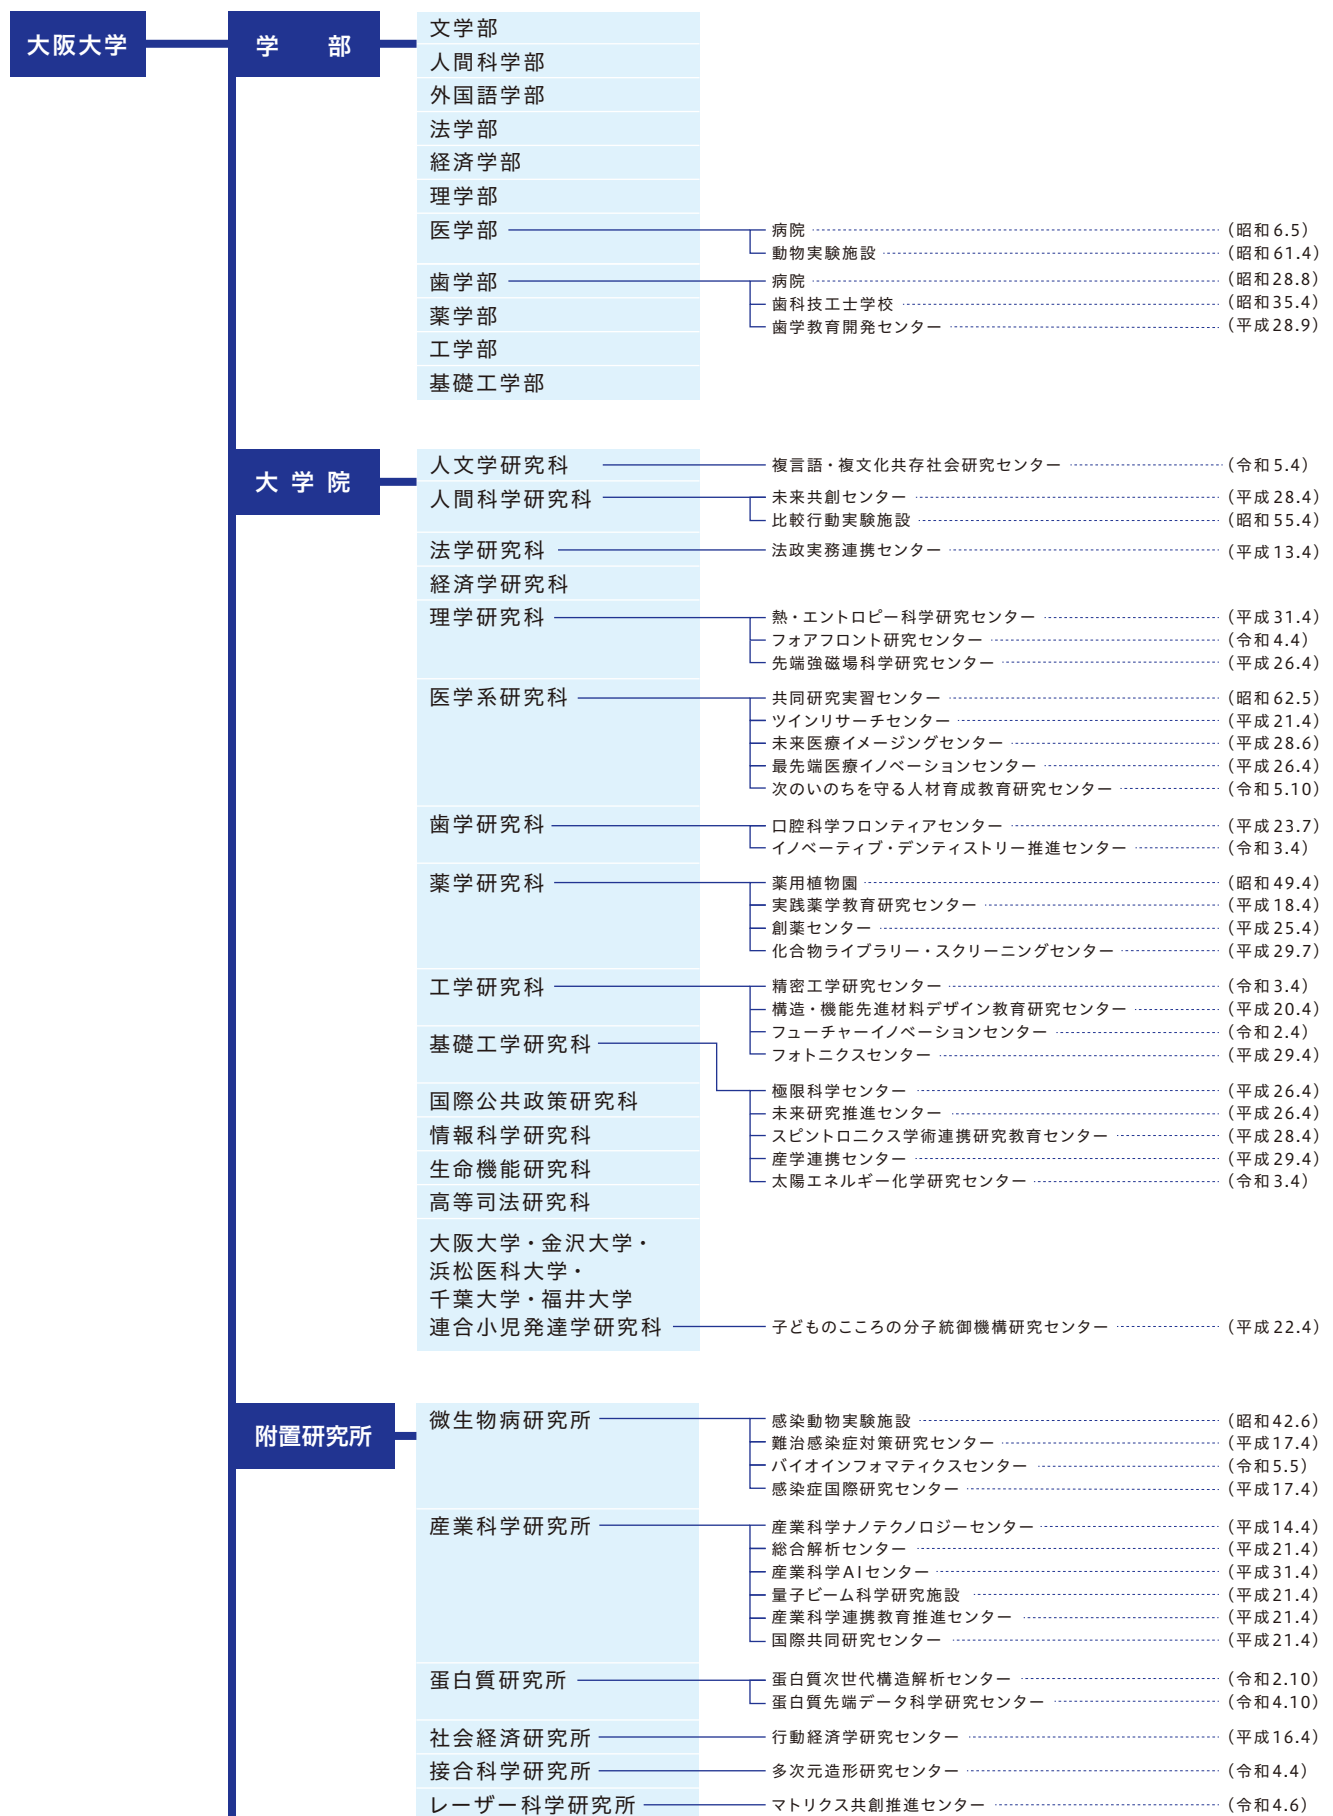 大阪大学
学 部
文学部
人間科学部
外国語学部
法学部
経済学部
理学部
医学部
病院 (昭和6.5)
動物実験施設 (昭和61.4)
歯学部
病院 (昭和28.8)
歯科技工士学校 (昭和35.4)
歯学教育開発センター (平成28.9)
薬学部
工学部
基礎工学部
大学院
人文学研究科
複言語・複文化共存社会研究センター (令和5.4)
人間科学研究科
未来共創センター (平成28.4)
比較行動実験施設 (昭和55.4)
法学研究科
法政実務連携センター (平成13.4)
経済学研究科
理学研究科
熱・エントロピー科学研究センター (平成31.4)
フォアフロント研究センター (令和4.4)
先端強磁場科学研究センター (平成26.4)
医学系研究科
共同研究実習センター (昭和62.5)
ツインリサーチセンター (平成21.4)
未来医療イメージングセンター (平成28.6)
最先端医療イノベーションセンター (平成26.4)
次のいのちを守る人材育成教育研究センター (令和5.10)
歯学研究科
口腔科学フロンティアセンター (平成23.7)
イノベーティブ・デンティストリー推進センター (令和3.4)
薬学研究科
薬用植物園 (昭和49.4)
実践薬学教育研究センター (平成18.4)
創薬センター (平成25.4)
化合物ライブラリー・スクリーニングセンター (平成29.7)
工学研究科
精密工学研究センター (令和3.4)
構造・機能先進材料デザイン教育研究センター (平成20.4)
フューチャーイノベーションセンター (令和2.4)
フォトニクスセンター (平成29.4)
基礎工学研究科
極限科学センター (平成26.4)
未来研究推進センター (平成26.4)
スピントロニクス学術連携研究教育センター (平成28.4)
産学連携センター (平成29.4)
太陽エネルギー化学研究センター (令和3.4)
国際公共政策研究科
情報科学研究科
生命機能研究科
高等司法研究科
大阪大学・金沢大学・
浜松医科大学・
千葉大学・福井大学
連合小児発達学研究科
子どものこころの分子統御機構研究センター (平成22.4)
附置研究所
微生物病研究所
感染動物実験施設 (昭和42.6)
難治感染症対策研究センター (平成17.4)
バイオインフォマティクスセンター (令和5.5)
感染症国際研究センター (平成17.4)
産業科学研究所
産業科学ナノテクノロジーセンター (平成14.4)
総合解析センター (平成21.4)
産業科学AIセンター (平成31.4)
量子ビーム科学研究施設 (平成21.4)
産業科学連携教育推進センター (平成21.4)
国際共同研究センター (平成21.4)
蛋白質研究所
蛋白質次世代構造解析センター (令和2.10)
蛋白質先端データ科学研究センター (令和4.10)
社会経済研究所
行動経済学研究センター (平成16.4)
接合科学研究所
多次元造形研究センター (令和4.4)
レーザー科学研究所
マトリクス共創推進センター (令和4.6)